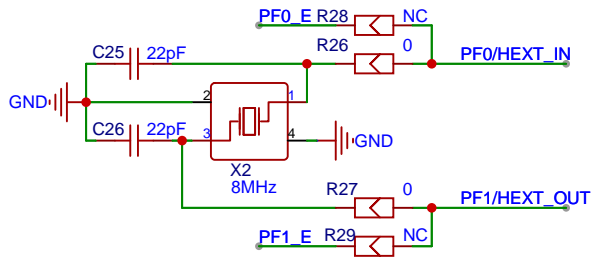 PF0_E R28 NC
C25 22pF R26 0 PF0/HEXT_IN
GND 2 1
C26 22pF 3 4 GND
X2
8MHz
R27 0 PF1/HEXT_OUT
PF1_E R29 NC